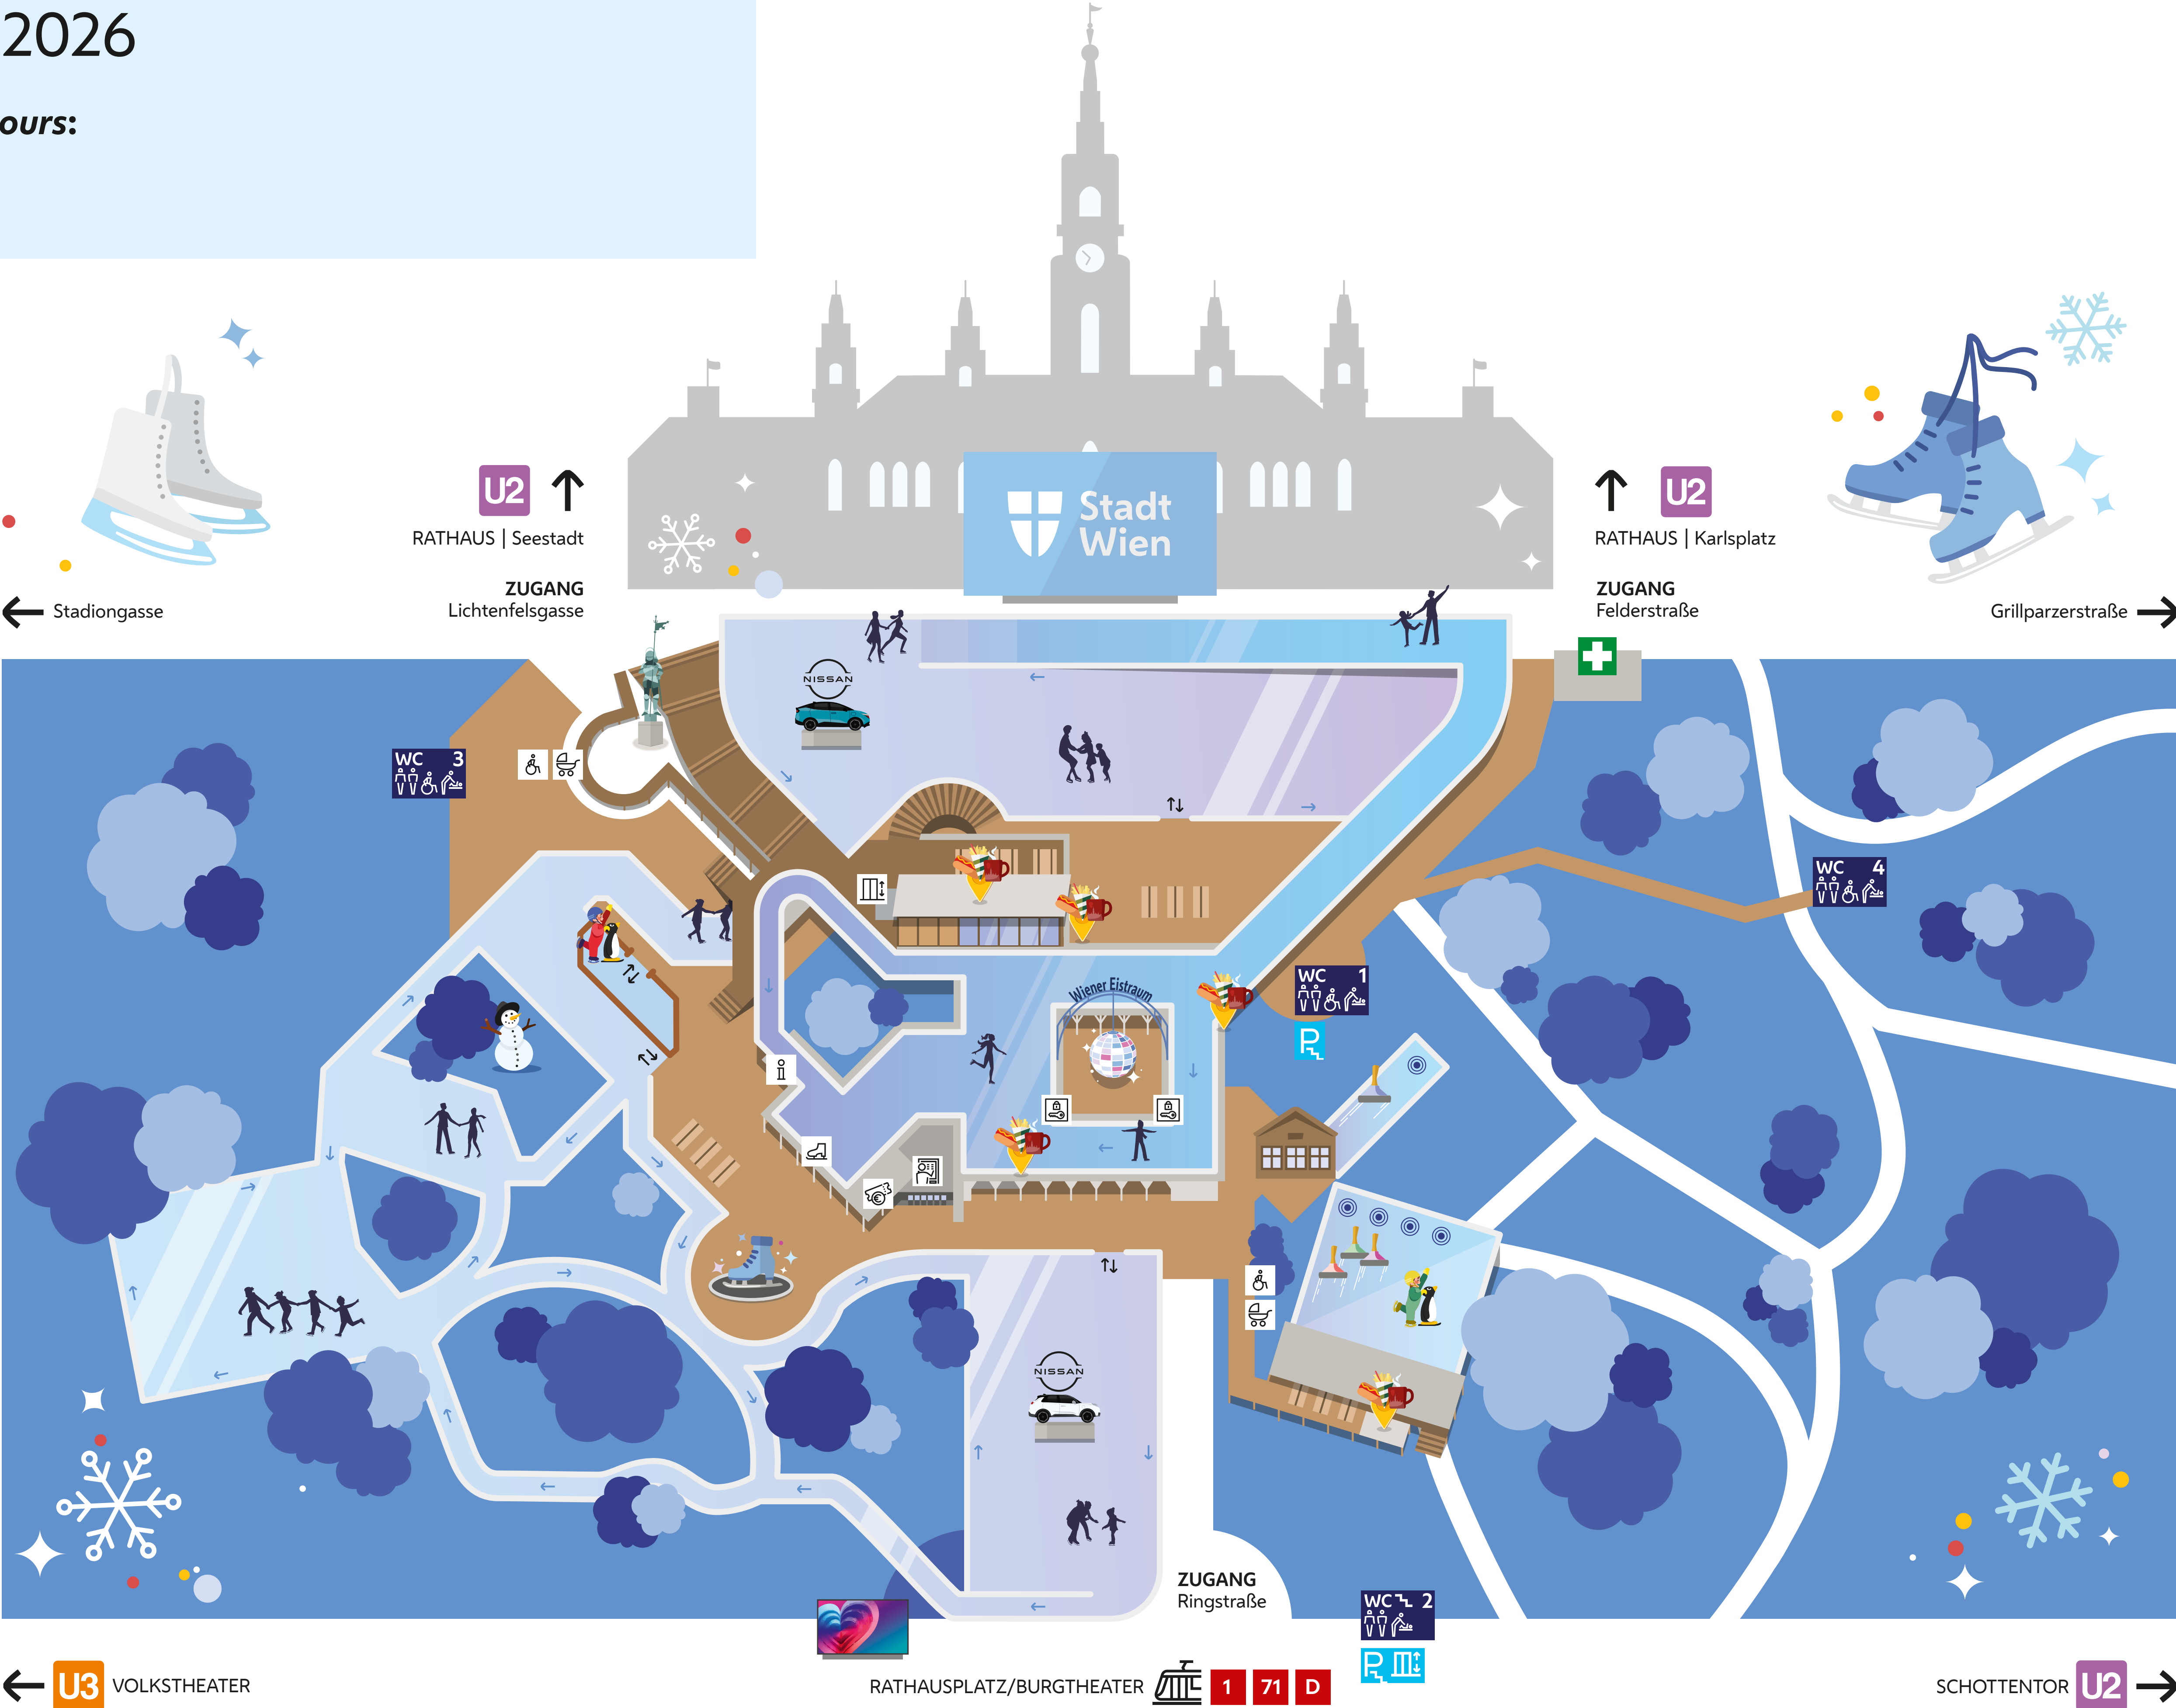 2026
ours:
Stadt
Wien
U2
RATHAUS | Seestadt
U2
RATHAUS | Karlsplatz
ZUGANG
Lichtenfelsgasse
ZUGANG
Felderstraße
Stadiongasse
Grillparzerstraße
NISSAN
WC 3
WC 4
WC 1
P
Wiener Eistraum
i
€
NISSAN
ZUGANG
Ringstraße
WC 2
P
U3 VOLKSTHEATER
RATHAUSPLATZ/BURGTHEATER 1 71 D
SCHOTTENTOR U2